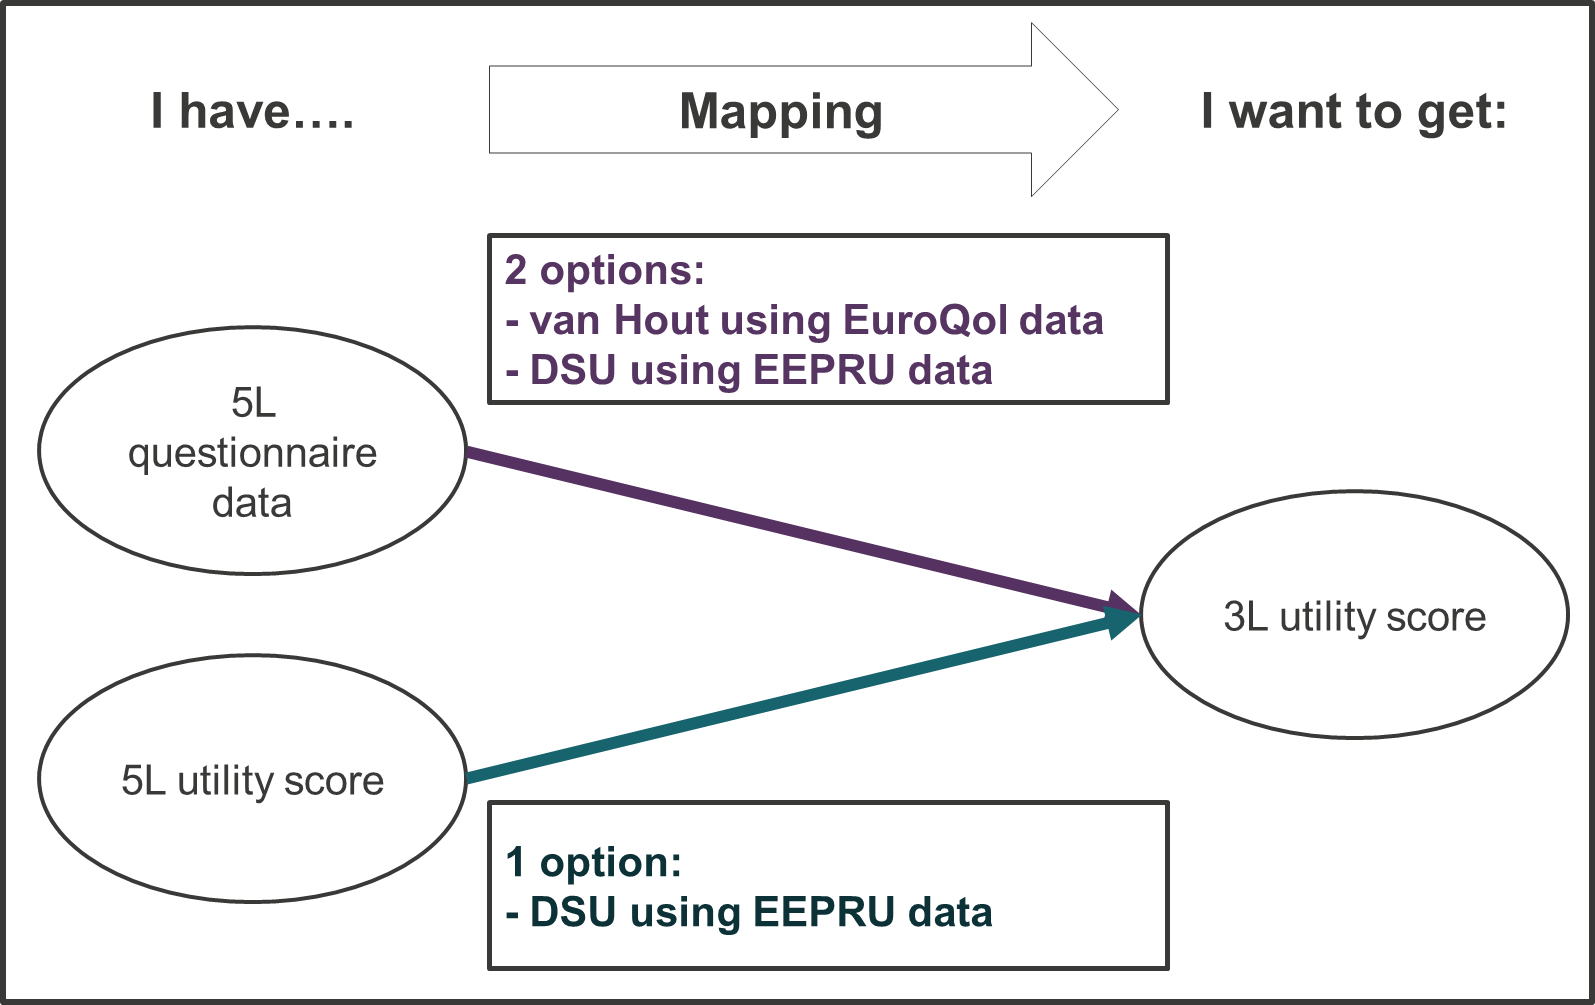 I have….
Mapping
I want to get:
2 options:
- van Hout using EuroQol data
- DSU using EEPRU data
5L
questionnaire
data
3L utility score
5L utility score
1 option:
- DSU using EEPRU data